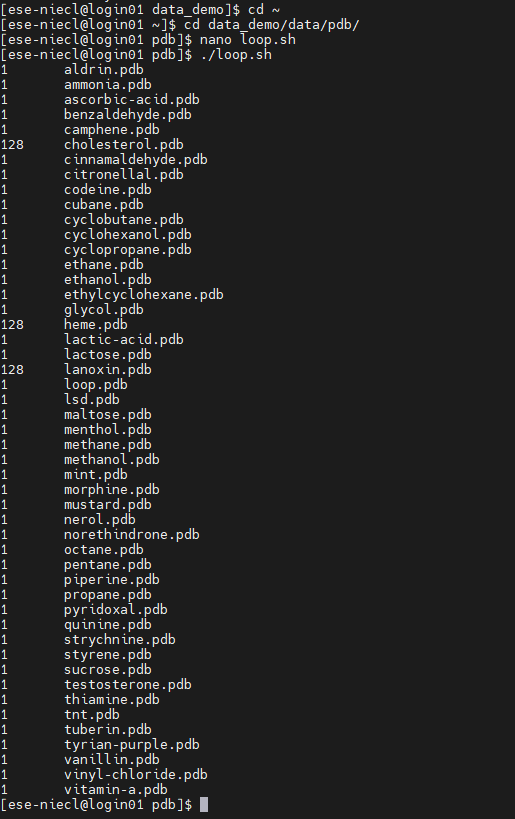 [ese-niecl@login01 data_demo]$ cd ~
[ese-niecl@login01 ~]$ cd data_demo/data/pdb/
[ese-niecl@login01 pdb]$ nano loop.sh
[ese-niecl@login01 pdb]$ ./loop.sh
1       aldrin.pdb
1       ammonia.pdb
1       ascorbic-acid.pdb
1       benzaldehyde.pdb
1       camphene.pdb
128     cholesterol.pdb
1       cinnamaldehyde.pdb
1       citronellal.pdb
1       codeine.pdb
1       cubane.pdb
1       cyclobutane.pdb
1       cyclohexanol.pdb
1       cyclopropane.pdb
1       ethane.pdb
1       ethanol.pdb
1       ethylcyclohexane.pdb
1       glycol.pdb
128     heme.pdb
1       lactic-acid.pdb
1       lactose.pdb
128     lanoxin.pdb
1       loop.pdb
1       lsd.pdb
1       maltose.pdb
1       menthol.pdb
1       methane.pdb
1       methanol.pdb
1       mint.pdb
1       morphine.pdb
1       mustard.pdb
1       nerol.pdb
1       norethindrone.pdb
1       octane.pdb
1       pentane.pdb
1       piperine.pdb
1       propane.pdb
1       pyridoxal.pdb
1       quinine.pdb
1       strychnine.pdb
1       styrene.pdb
1       sucrose.pdb
1       testosterone.pdb
1       thiamine.pdb
1       tnt.pdb
1       tuberin.pdb
1       tyrian-purple.pdb
1       vanillin.pdb
1       vinyl-chloride.pdb
1       vitamin-a.pdb
[ese-niecl@login01 pdb]$